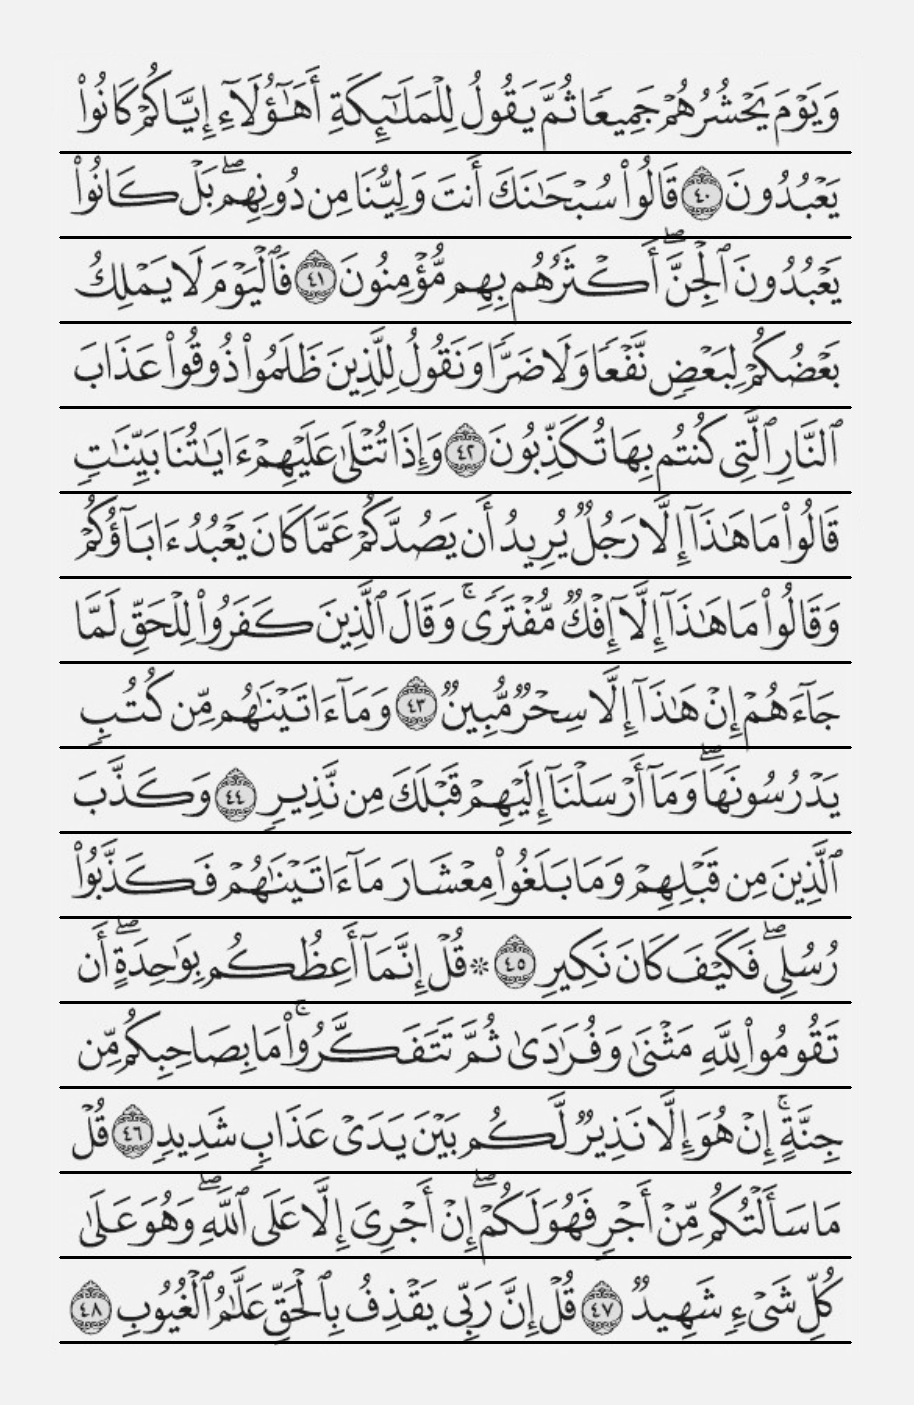 وَيَوْمَ يَحْشُرُهُمْ جَمِيعًا ثُمَّ يَقُولُ لِلْمَلَٰٓئِكَةِ أَهَٰٓؤُلَآءِ إِيَّاكُمْ كَانُوا۟
يَعْبُدُونَ ٤٠ قَالُوا۟ سُبْحَٰنَكَ أَنتَ وَلِيُّنَا مِن دُونِهِمۖ بَلْ كَانُوا۟
يَعْبُدُونَ ٱلْجِنَّۖ أَكْثَرُهُم بِهِم مُّؤْمِنُونَ ٤١ فَٱلْيَوْمَ لَا يَمْلِكُ
بَعْضُكُمْ لِبَعْضٍ نَّفْعًا وَلَا ضَرًّا وَنَقُولُ لِلَّذِينَ ظَلَمُوا۟ ذُوقُوا۟ عَذَابَ
ٱلنَّارِ ٱلَّتِى كُنتُم بِهَا تُكَذِّبُونَ ٤٢ وَإِذَا تُتْلَىٰ عَلَيْهِمْ ءَايَٰتُنَا بَيِّنَٰتٍ
قَالُوا۟ مَا هَٰذَآ إِلَّا رَجُلٌ يُرِيدُ أَن يَصُدَّكُمْ عَمَّا كَانَ يَعْبُدُ ءَابَآؤُكُمْ
وَقَالُوا۟ مَا هَٰذَآ إِلَّآ إِفْكٌ مُّفْتَرًىۚ وَقَالَ ٱلَّذِينَ كَفَرُوا۟ لِلْحَقِّ لَمَّا
جَآءَهُمْ إِنْ هَٰذَآ إِلَّا سِحْرٌ مُّبِينٌ ٤٣ وَمَآ ءَاتَيْنَٰهُم مِّن كُتُبٍ
يَدْرُسُونَهَاۖ وَمَآ أَرْسَلْنَآ إِلَيْهِمْ قَبْلَكَ مِن نَّذِيرٍ ٤٤ وَكَذَّبَ
ٱلَّذِينَ مِن قَبْلِهِمْ وَمَا بَلَغُوا۟ مِعْشَارَ مَآ ءَاتَيْنَٰهُمْ فَكَذَّبُوا۟
رُسُلِىۖ فَكَيْفَ كَانَ نَكِيرِ ٤٥ * قُلْ إِنَّمَآ أَعِظُكُم بِوَٰحِدَةٍۖ أَن
تَقُومُوا۟ لِلَّهِ مَثْنَىٰ وَفُرَٰدَىٰ ثُمَّ تَتَفَكَّرُوا۟ۚ مَا بِصَاحِبِكُم مِّن
جِنَّةٍۚ إِنْ هُوَ إِلَّا نَذِيرٌ لَّكُم بَيْنَ يَدَىْ عَذَابٍ شَدِيدٍ ٤٦ قُلْ
مَا سَأَلْتُكُم مِّنْ أَجْرٍ فَهُوَ لَكُمْۖ إِنْ أَجْرِىَ إِلَّا عَلَى ٱللَّهِۖ وَهُوَ عَلَىٰ
كُلِّ شَىْءٍ شَهِيدٌ ٤٧ قُلْ إِنَّ رَبِّى يَقْذِفُ بِٱلْحَقِّ عَلَّٰمُ ٱلْغُيُوبِ ٤٨